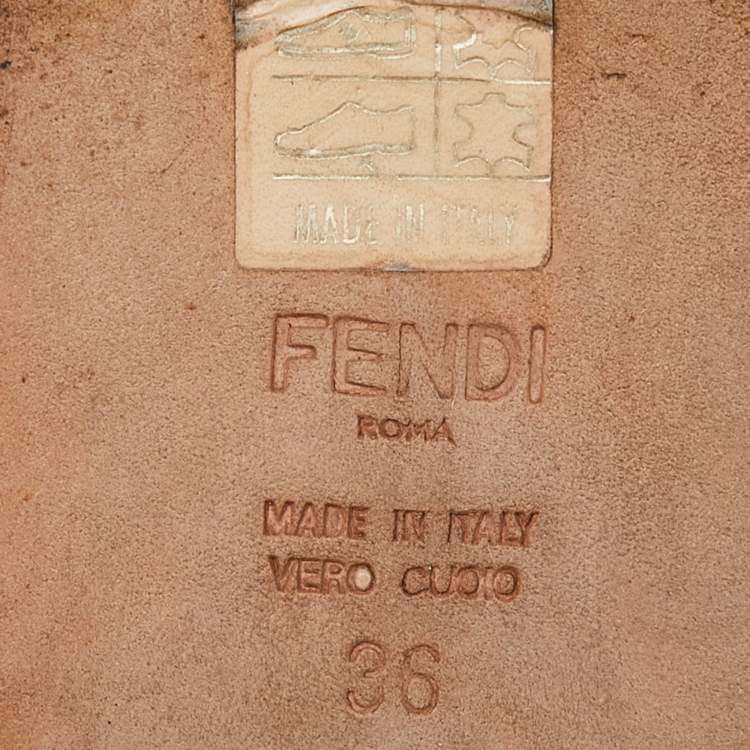 MADE IN ITALY
FENDI
ROMA
MADE IN ITALY
VERO CUOIO
36